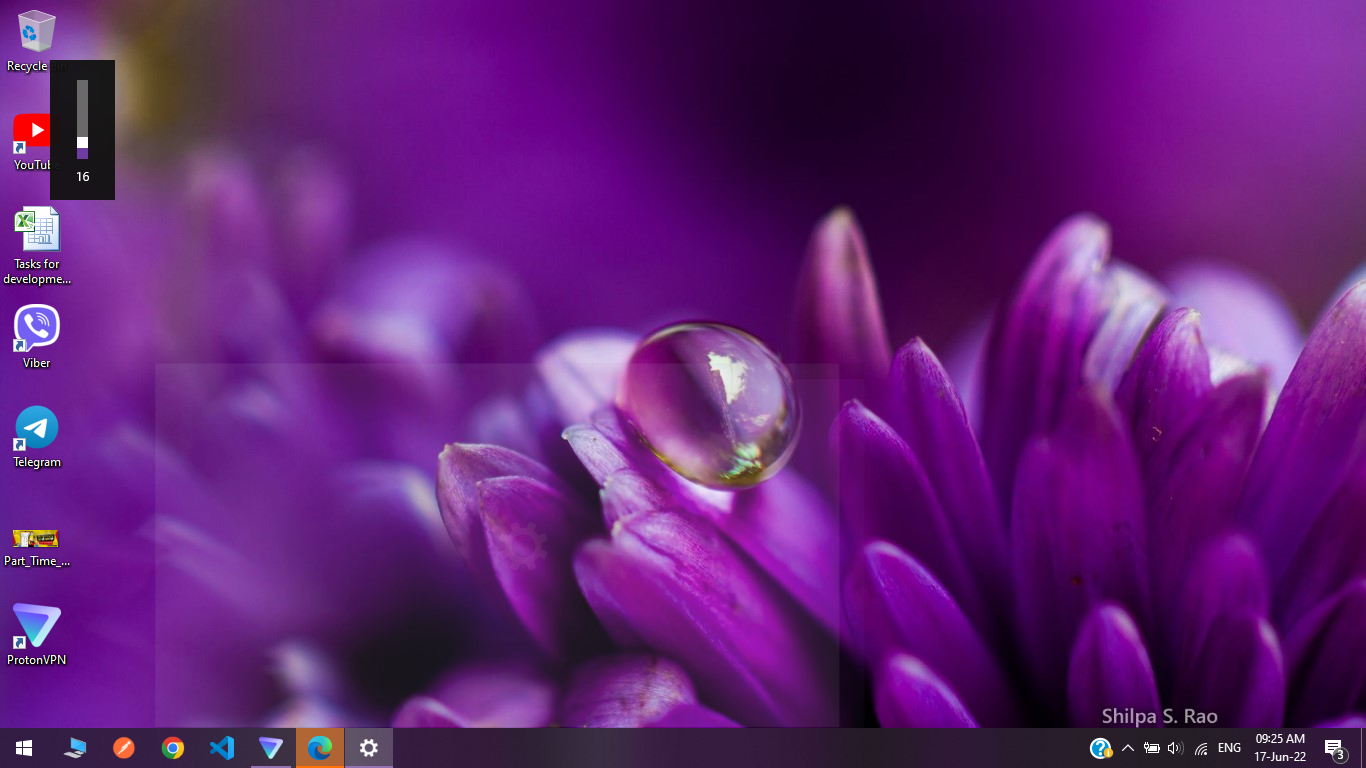 Recycle
YouTube
16
Tasks for
developme...
Viber
Telegram
Part_Time_...
ProtonVPN
Shilpa S. Rao
ENG
09:25 AM
17-Jun-22
3